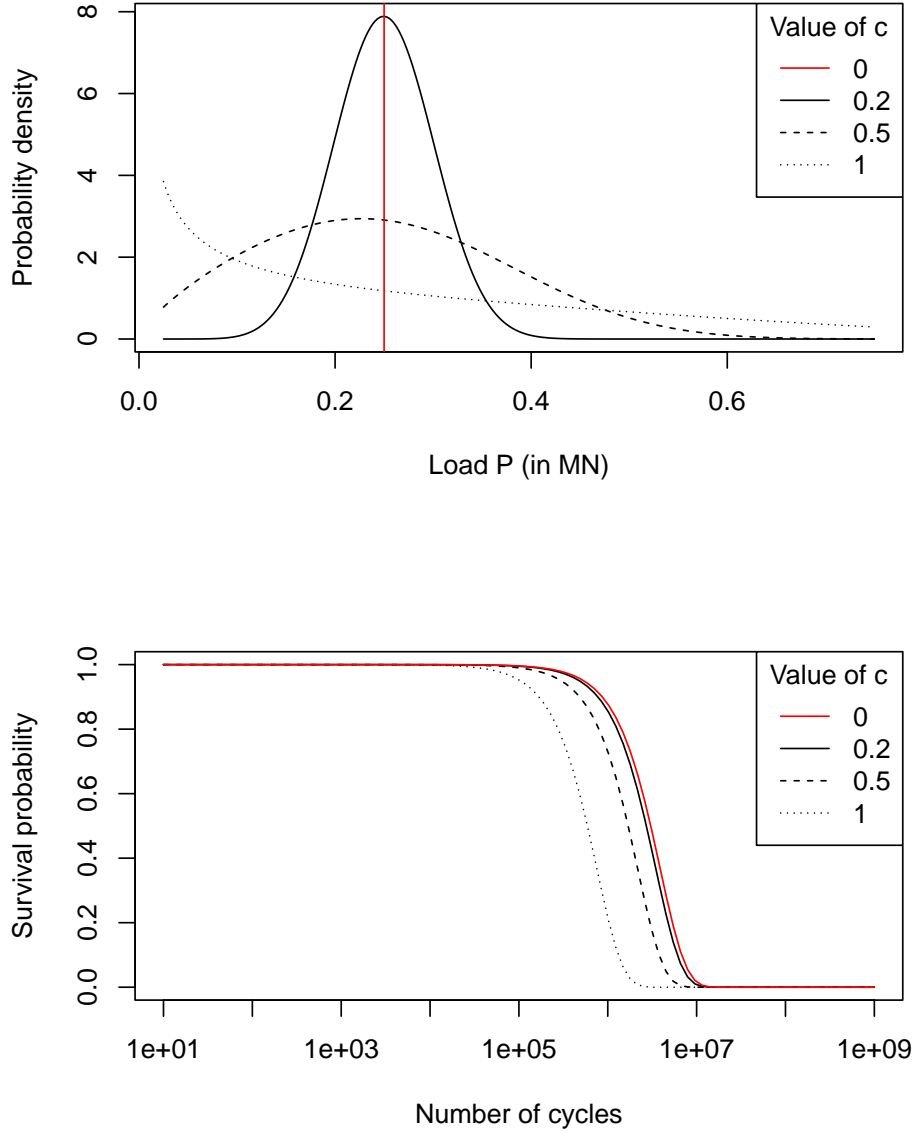 Value of c
0
0.2
0.5
1
Probability density
8
6
4
2
0
0.0 0.2 0.4 0.6
Load P (in MN)
Value of c
0
0.2
0.5
1
Survival probability
1.0
0.8
0.6
0.4
0.2
0.0
1e+01 1e+03 1e+05 1e+07 1e+09
Number of cycles